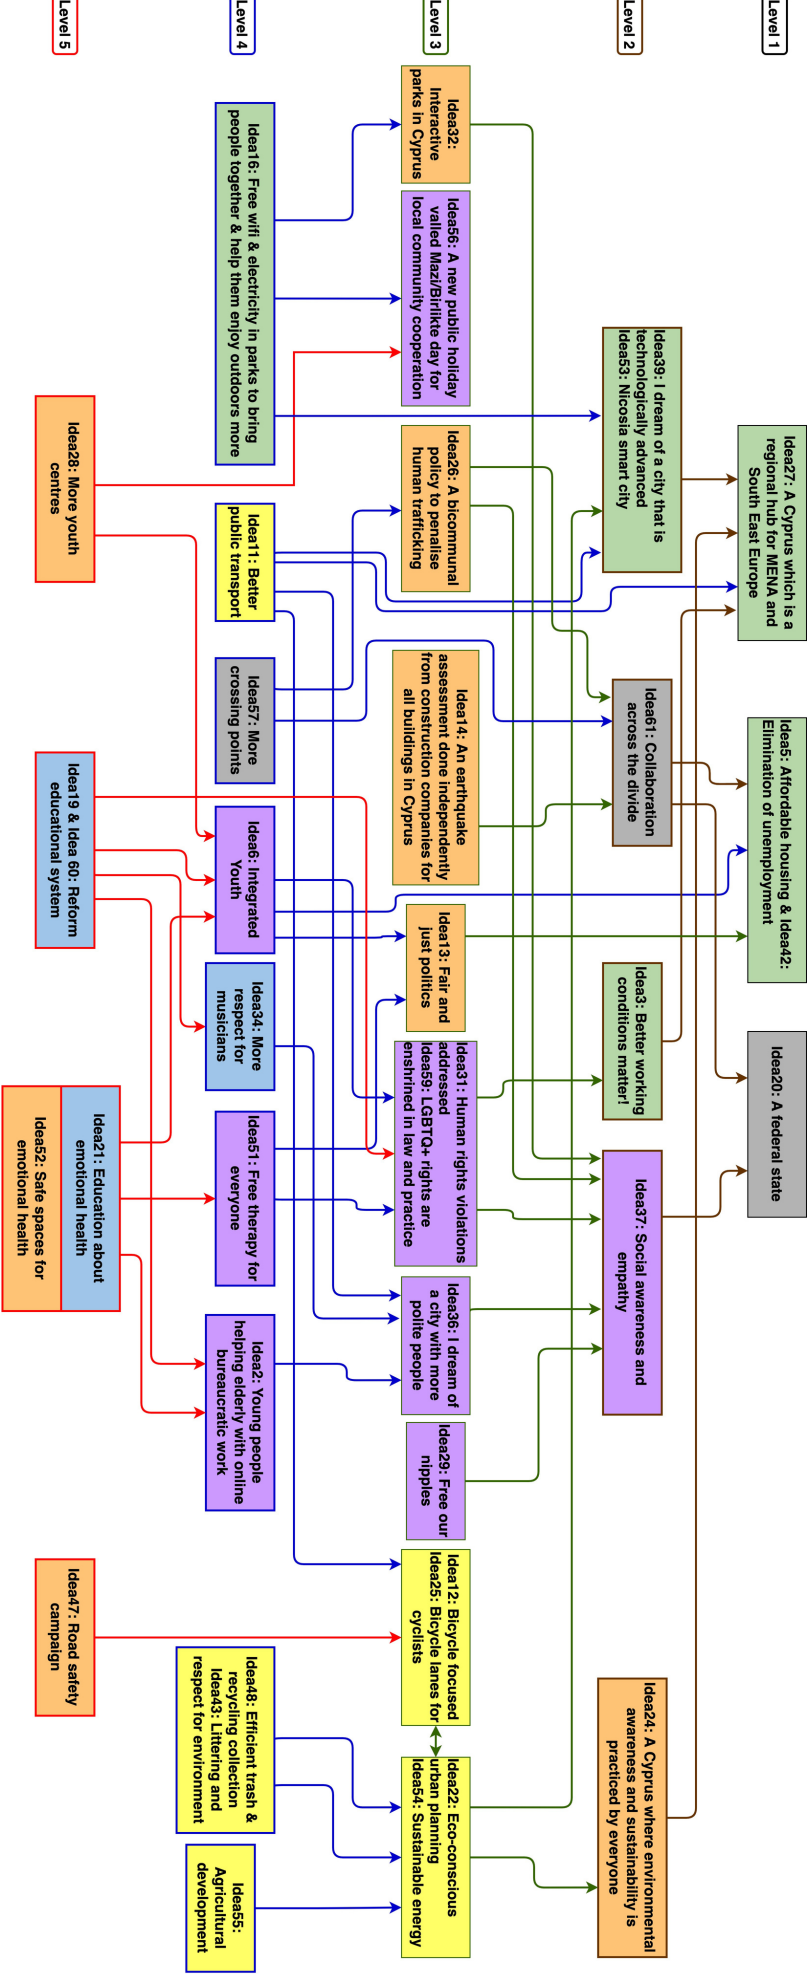 Level 1
Idea27: A Cyprus which is a
regional hub for MENA and
South East Europe
Idea5: Affordable housing & Idea42:
Elimination of unemployment
Idea20: A federal state
Level 2
Idea39: I dream of a city that is
technologically advanced
Idea53: Nicosia smart city
Idea61: Collaboration
across the divide
Idea3: Better working
conditions matter!
Idea37: Social awareness and
empathy
Idea24: A Cyprus where environmental
awareness and sustainability is
practiced by everyone
Level 3
Idea32:
Interactive
parks in Cyprus
Idea56: A new public holiday
valled Mazi/Birlikte day for
local community cooperation
Idea26: A bicommunal
policy to penalise
human trafficking
Idea14: An earthquake
assessment done independently
from construction companies for
all buildings in Cyprus
Idea13: Fair and
just politics
Idea31: Human rights violations
addressed
Idea59: LGBTQ+ rights are
enshrined in law and practice
Idea36: I dream of
a city with more
polite people
Idea29: Free our
nipples
Idea12: Bicycle focused
Idea25: Bicycle lanes for
cyclists
Idea22: Eco-conscious
urban planning
Idea54: Sustainable energy
Level 4
Idea16: Free wifi & electricity in parks to bring
people together & help them enjoy outdoors more
Idea11: Better
public transport
Idea57: More
crossing points
Idea6: Integrated
Youth
Idea34: More
respect for
musicians
Idea51: Free therapy for
everyone
Idea2: Young people
helping elderly with online
bureaucratic work
Idea48: Efficient trash &
recycling collection
Idea43: Littering and
respect for environment
Idea55:
Agricultural
development
Level 5
Idea28: More youth
centres
Idea19 & Idea 60: Reform
educational system
Idea21: Education about
emotional health
Idea52: Safe spaces for
emotional health
Idea47: Road safety
campaign